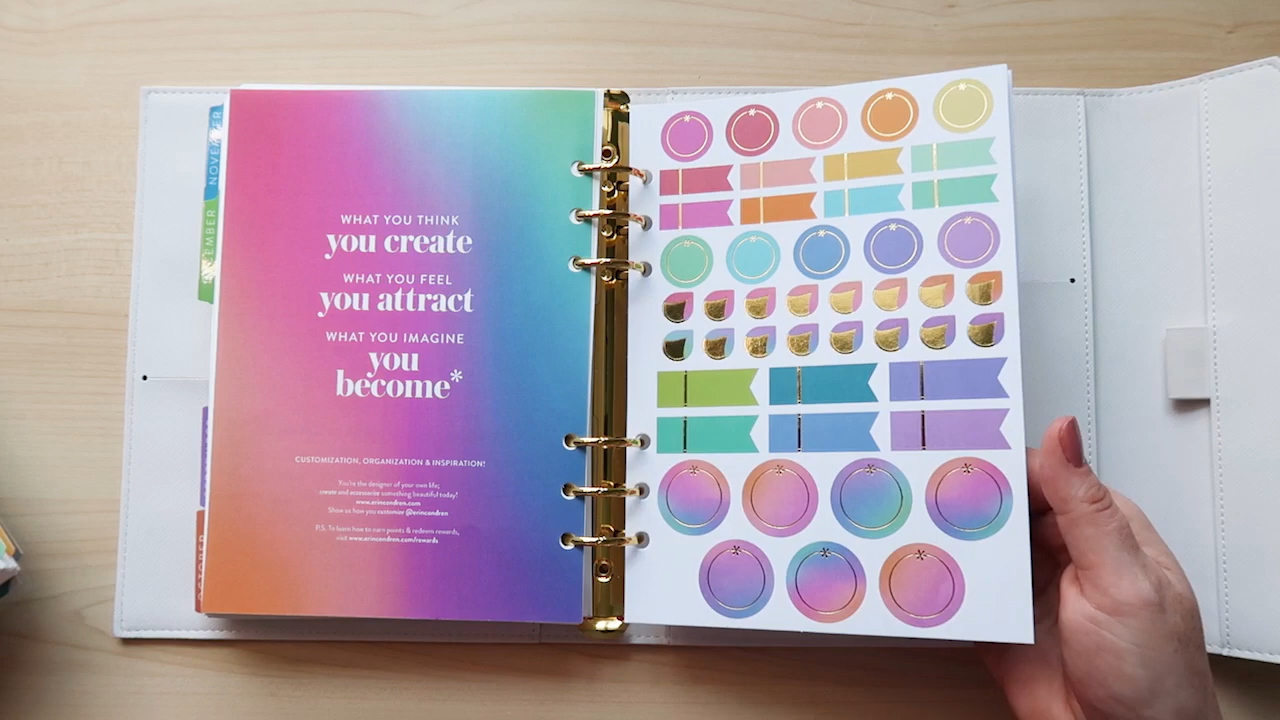 WHAT YOU THINK
you create
WHAT YOU FEEL
you attract
WHAT YOU IMAGINE
you
become*
CUSTOMIZATION, ORGANIZATION & INSPIRATION!
You're the designer of your own life;
create and accessorize something beautiful today!
www.erincondren.com
Show us how you customize @erincondren
P.S. To learn how to earn points & redeem rewards,
visit www.erincondren.com/rewards
NOVEMBER
OCTOBER